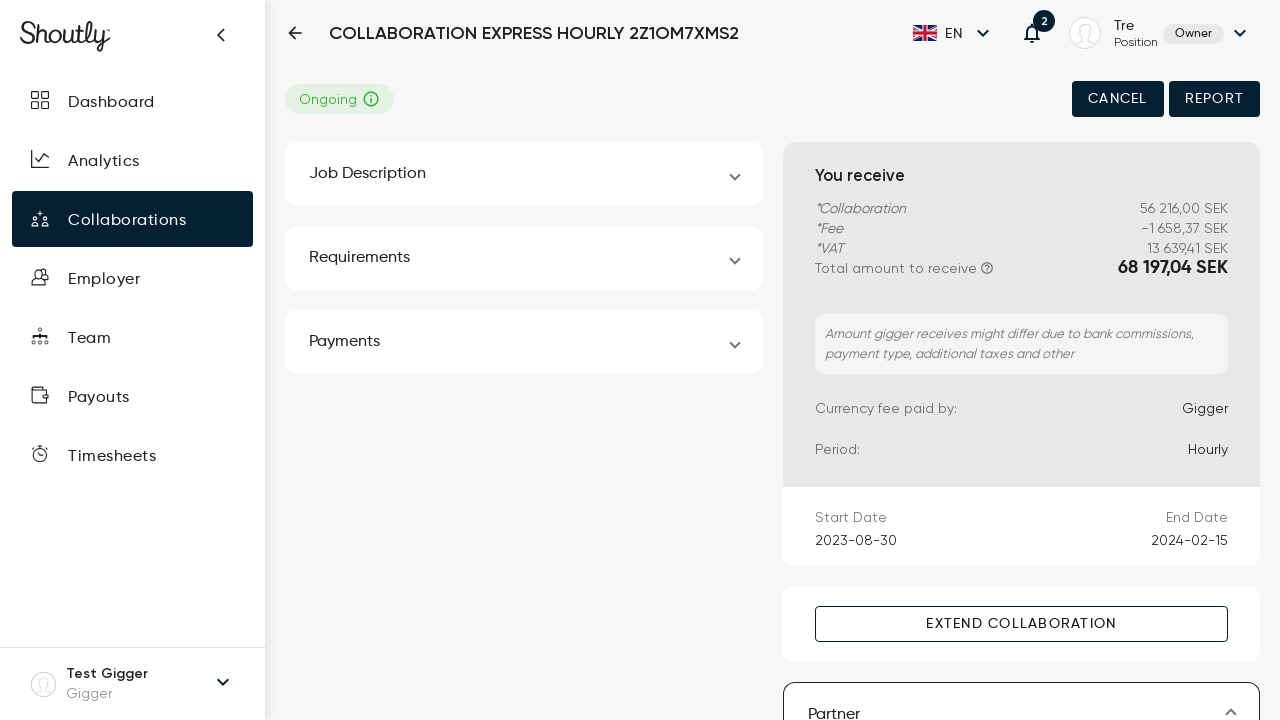 Shoutly
Dashboard
Analytics
Collaborations
Employer
Team
Payouts
Timesheets
Test Gigger
Gigger
COLLABORATION EXPRESS HOURLY 2Z1OM7XMS2
EN
2
Tre
Position
Owner
Ongoing
CANCEL
REPORT
Job Description
Requirements
Payments
You receive
*Collaboration 56 216,00 SEK
*Fee -1 658,37 SEK
*VAT 13 639,41 SEK
Total amount to receive 68 197,04 SEK
Amount gigger receives might differ due to bank commissions,
payment type, additional taxes and other
Currency fee paid by: Gigger
Period: Hourly
Start Date End Date
2023-08-30 2024-02-15
EXTEND COLLABORATION
Partner